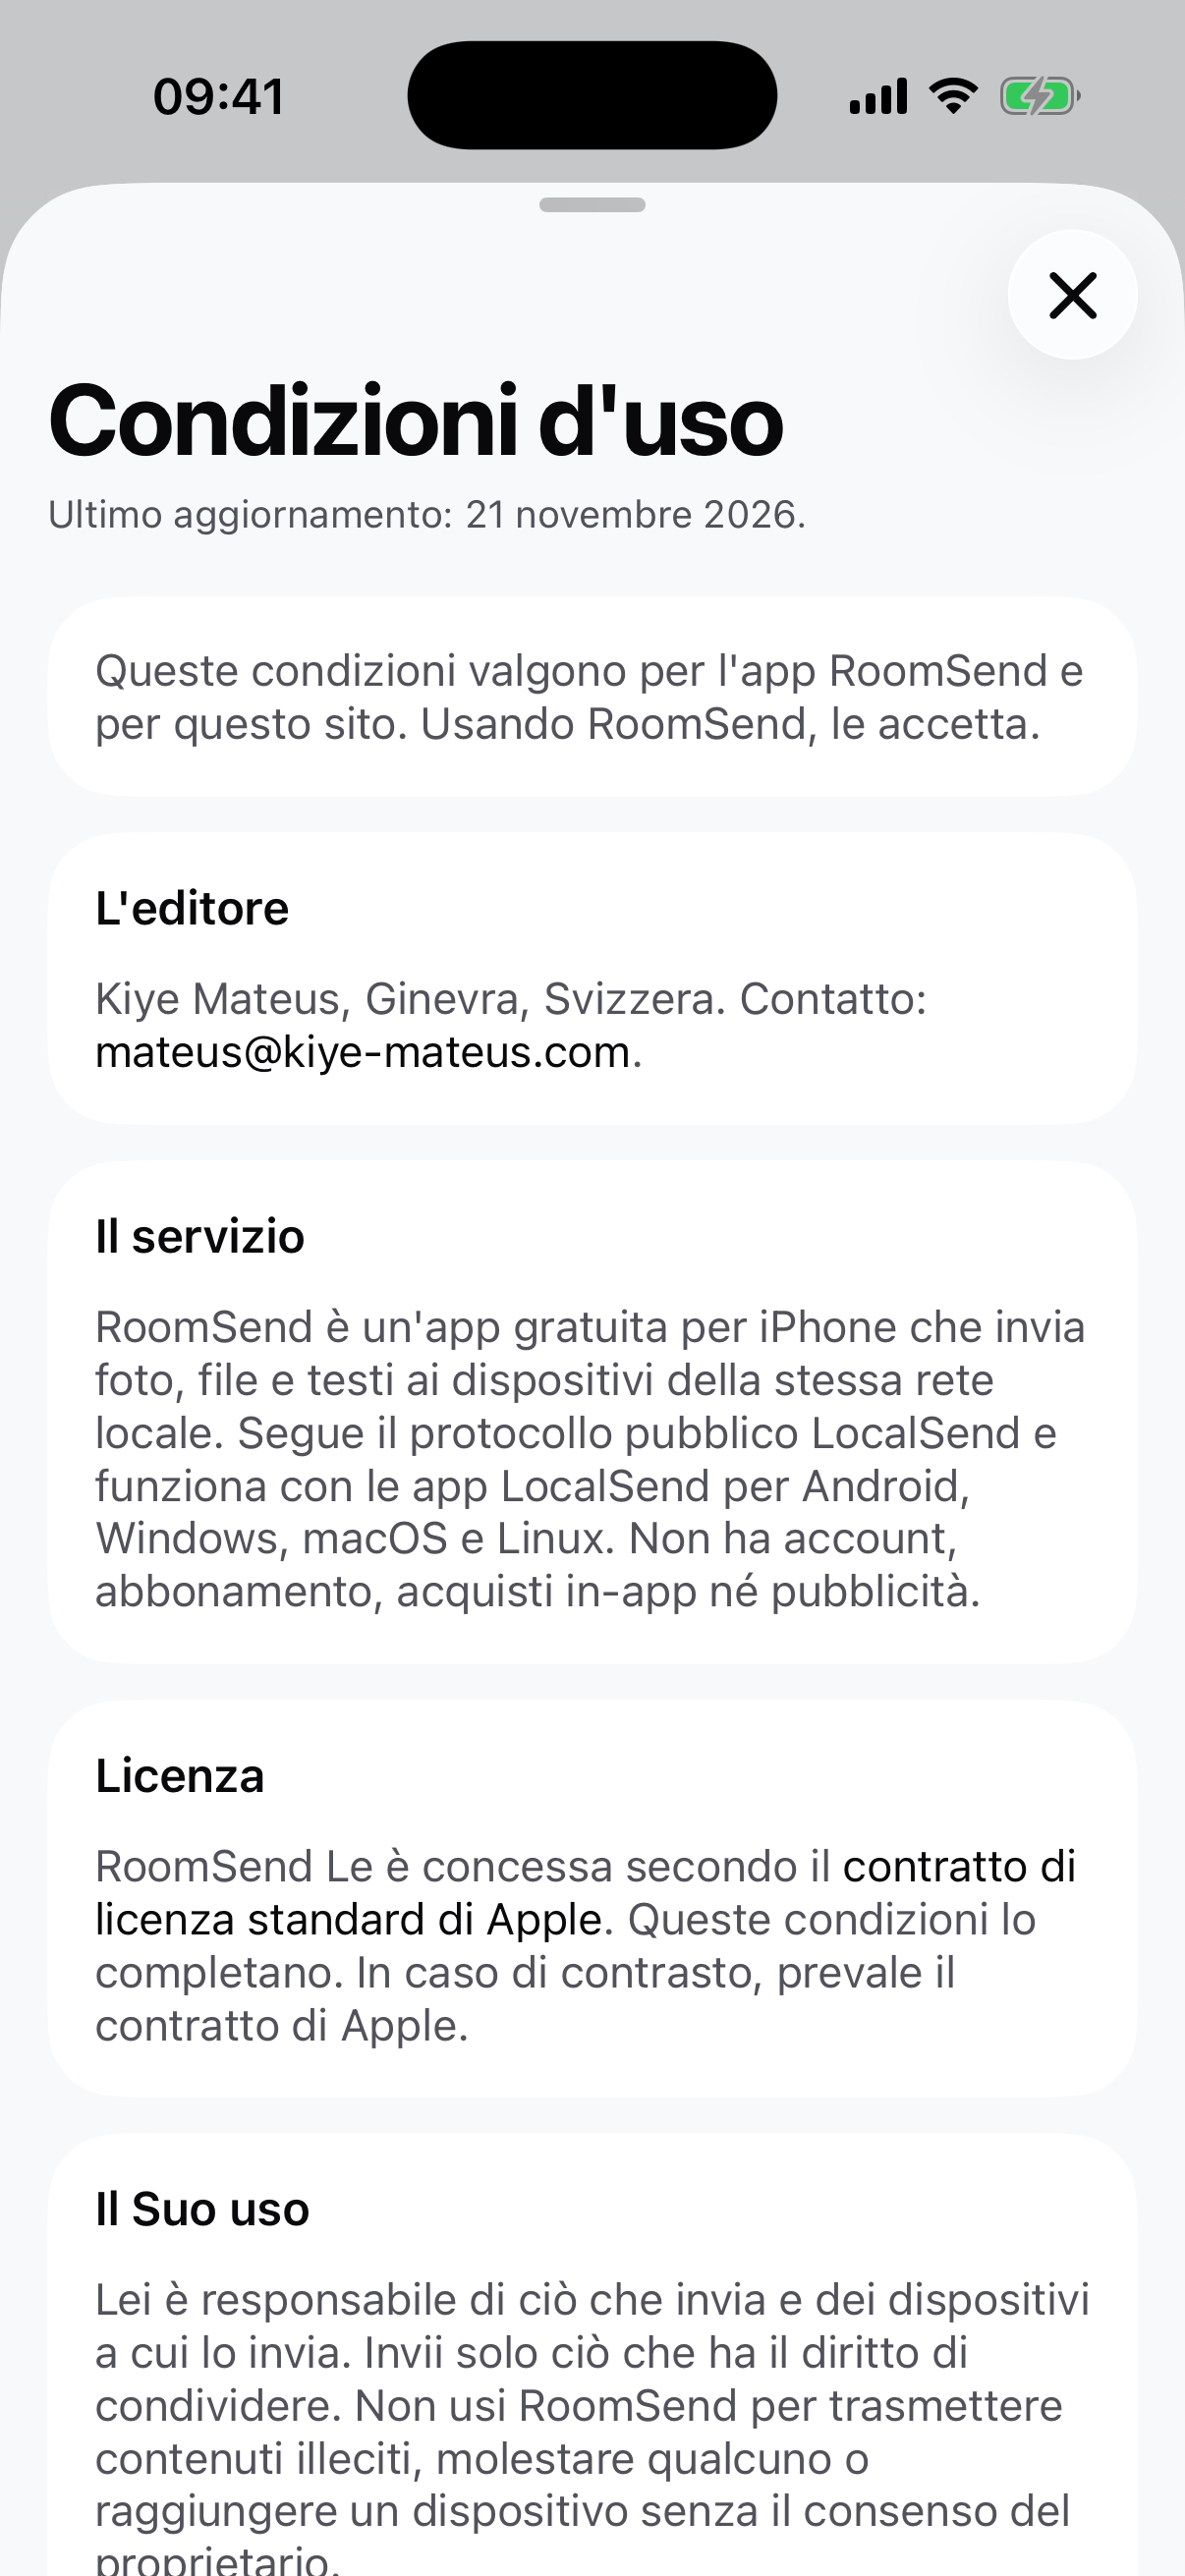 09:41
Condizioni d'uso
Ultimo aggiornamento: 21 novembre 2026.
Queste condizioni valgono per l'app RoomSend e
per questo sito. Usando RoomSend, le accetta.
L'editore
Kiye Mateus, Ginevra, Svizzera. Contatto:
mateus@kiye-mateus.com.
Il servizio
RoomSend è un'app gratuita per iPhone che invia
foto, file e testi ai dispositivi della stessa rete
locale. Segue il protocollo pubblico LocalSend e
funziona con le app LocalSend per Android,
Windows, macOS e Linux. Non ha account,
abbonamento, acquisti in-app né pubblicità.
Licenza
RoomSend Le è concessa secondo il contratto di
licenza standard di Apple. Queste condizioni lo
completano. In caso di contrasto, prevale il
contratto di Apple.
Il Suo uso
Lei è responsabile di ciò che invia e dei dispositivi
a cui lo invia. Invii solo ciò che ha il diritto di
condividere. Non usi RoomSend per trasmettere
contenuti illeciti, molestare qualcuno o
raggiungere un dispositivo senza il consenso del
proprietario.